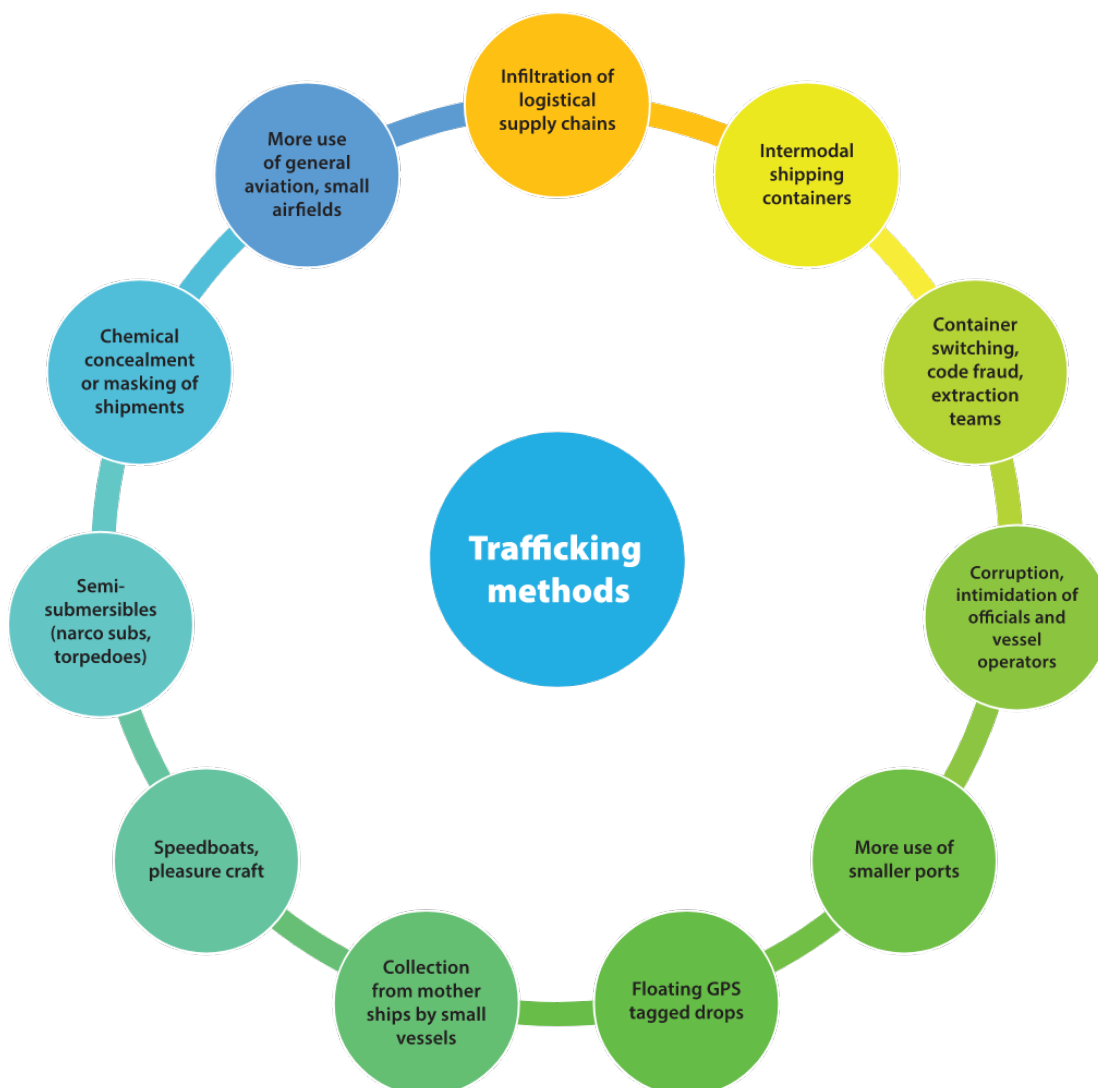 Infiltration of
logistical
supply chains
Intermodal
shipping
containers
Container
switching,
code fraud,
extraction
teams
Corruption,
intimidation of
officials and
vessel
operators
More use of
smaller ports
Floating GPS
tagged drops
Collection
from mother
ships by small
vessels
Speedboats,
pleasure craft
Semi-
submersibles
(narco subs,
torpedoes)
Chemical
concealment
or masking of
shipments
More use
of general
aviation, small
airfields
Trafficking
methods